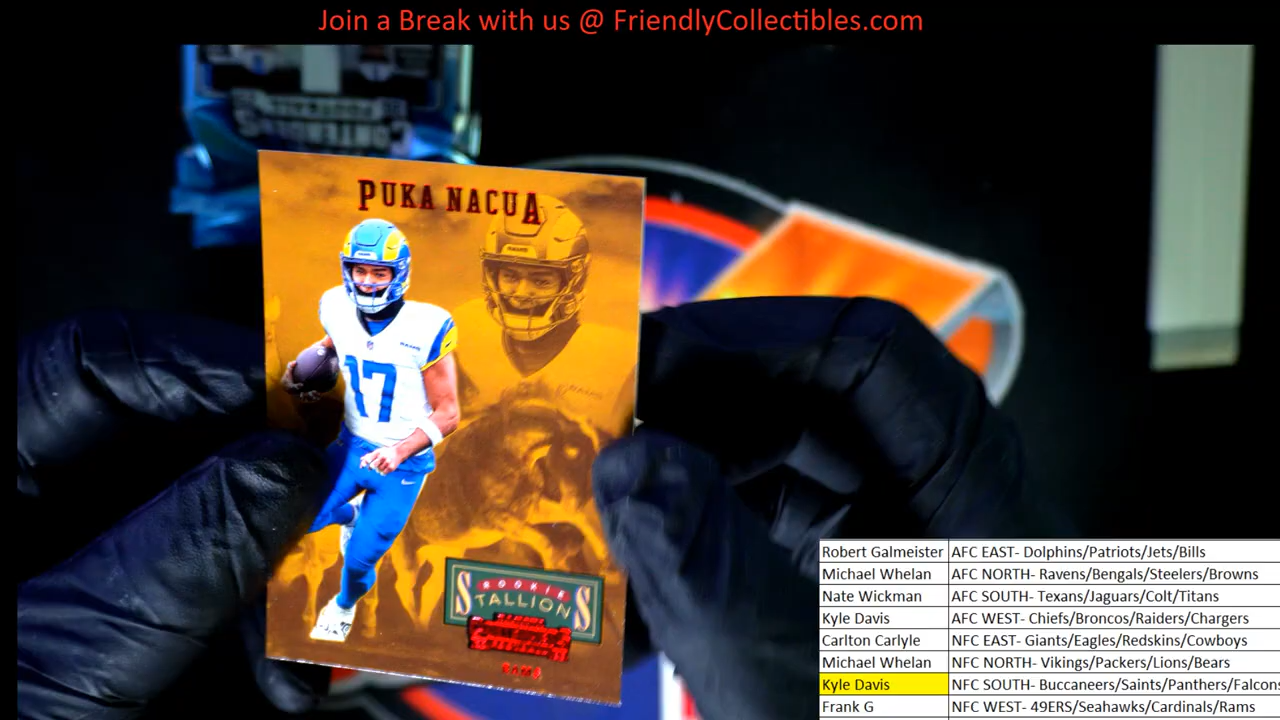 Join a Break with us @ FriendlyCollectibles.com
CONTENDERS
PUKA NACUA
RAMS
17
ROOKIE
STALLIONS
RAMS
Robert Galmeister AFC EAST- Dolphins/Patriots/Jets/Bills
Michael Whelan AFC NORTH- Ravens/Bengals/Steelers/Browns
Nate Wickman AFC SOUTH- Texans/Jaguars/Colt/Titans
Kyle Davis AFC WEST- Chiefs/Broncos/Raiders/Chargers
Carlton Carlyle NFC EAST- Giants/Eagles/Redskins/Cowboys
Michael Whelan NFC NORTH- Vikings/Packers/Lions/Bears
Kyle Davis NFC SOUTH- Buccaneers/Saints/Panthers/Falcons
Frank G NFC WEST- 49ERS/Seahawks/Cardinals/Rams